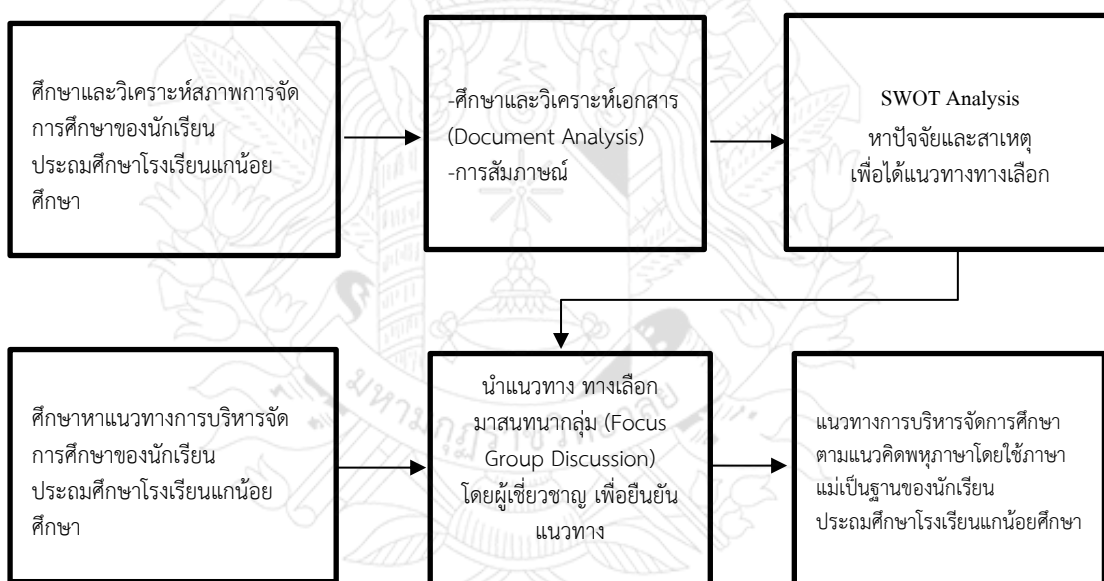 ศึกษาและวิเคราะห์สภาพการจัด
การศึกษาของนักเรียน
ประถมศึกษาโรงเรียนแกน้อย
ศึกษา
-ศึกษาและวิเคราะห์เอกสาร
(Document Analysis)
-การสัมภาษณ์
SWOT Analysis
หาปัจจัยและสาเหตุ
เพื่อได้แนวทางทางเลือก
ศึกษาหาแนวทางการบริหารจัด
การศึกษาของนักเรียน
ประถมศึกษาโรงเรียนแกน้อย
ศึกษา
นำแนวทาง ทางเลือก
มาสนทนากลุ่ม (Focus
Group Discussion)
โดยผู้เชี่ยวชาญ เพื่อยืนยัน
แนวทาง
แนวทางการบริหารจัดการศึกษา
ตามแนวคิดพหุภาษาโดยใช้ภาษา
แม่เป็นฐานของนักเรียน
ประถมศึกษาโรงเรียนแกน้อยศึกษา